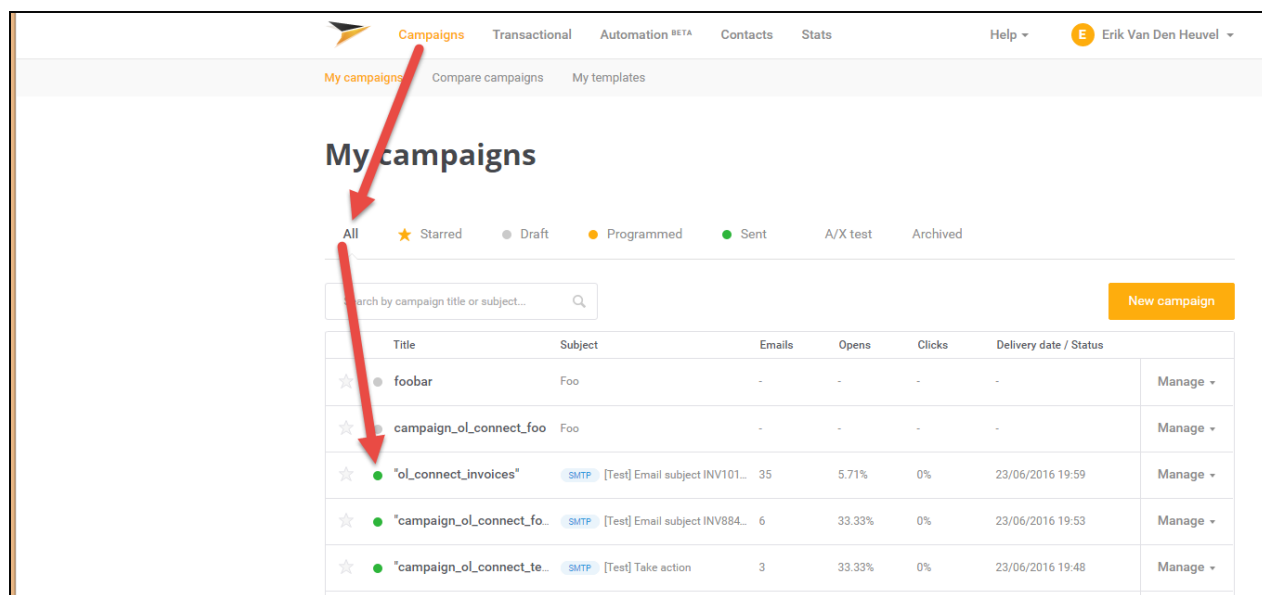 Campaigns Transactional Automation BETA Contacts Stats Help E Erik Van Den Heuvel
My campaigns Compare campaigns My templates
My campaigns
All Starred Draft Programmed Sent A/X test Archived
Search by campaign title or subject... New campaign
Title Subject Emails Opens Clicks Delivery date / Status
foobar Foo - - - - Manage
campaign_ol_connect_foo Foo - - - - Manage
"ol_connect_invoices" SMTP [Test] Email subject INV101... 35 5.71% 0% 23/06/2016 19:59 Manage
"campaign_ol_connect_fo... SMTP [Test] Email subject INV884... 6 33.33% 0% 23/06/2016 19:53 Manage
"campaign_ol_connect_te... SMTP [Test] Take action 3 33.33% 0% 23/06/2016 19:48 Manage